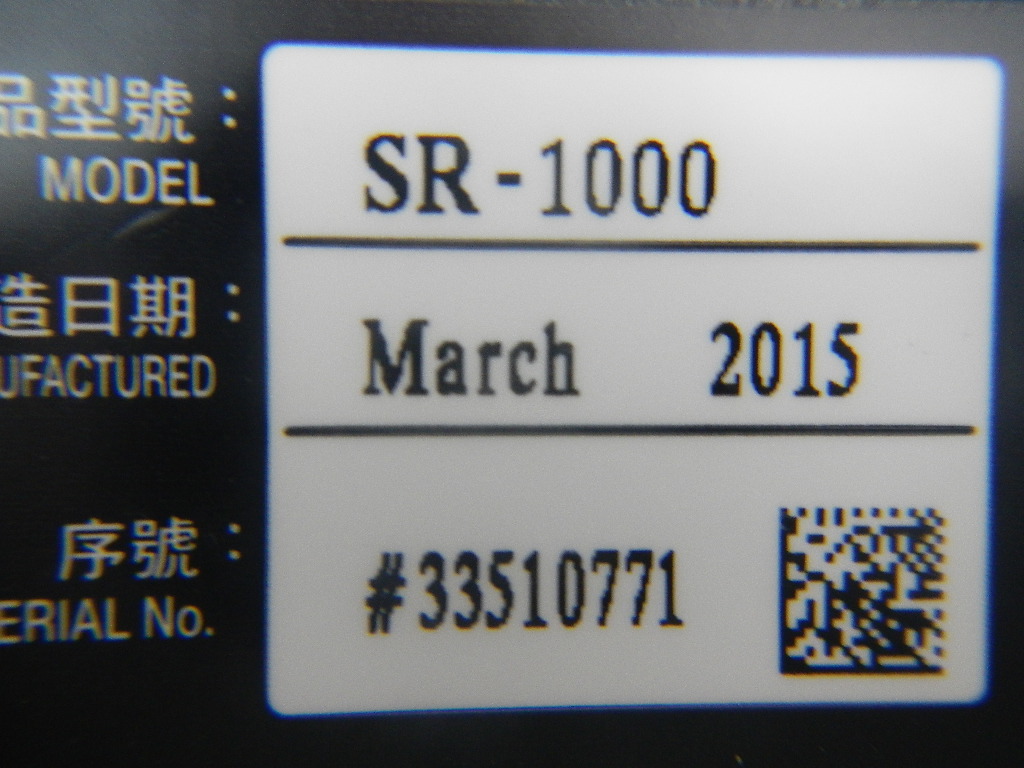 品型號：
MODEL
SR-1000
造日期：
UFACTURED
March 2015
序號：
ERIAL No.
#33510771